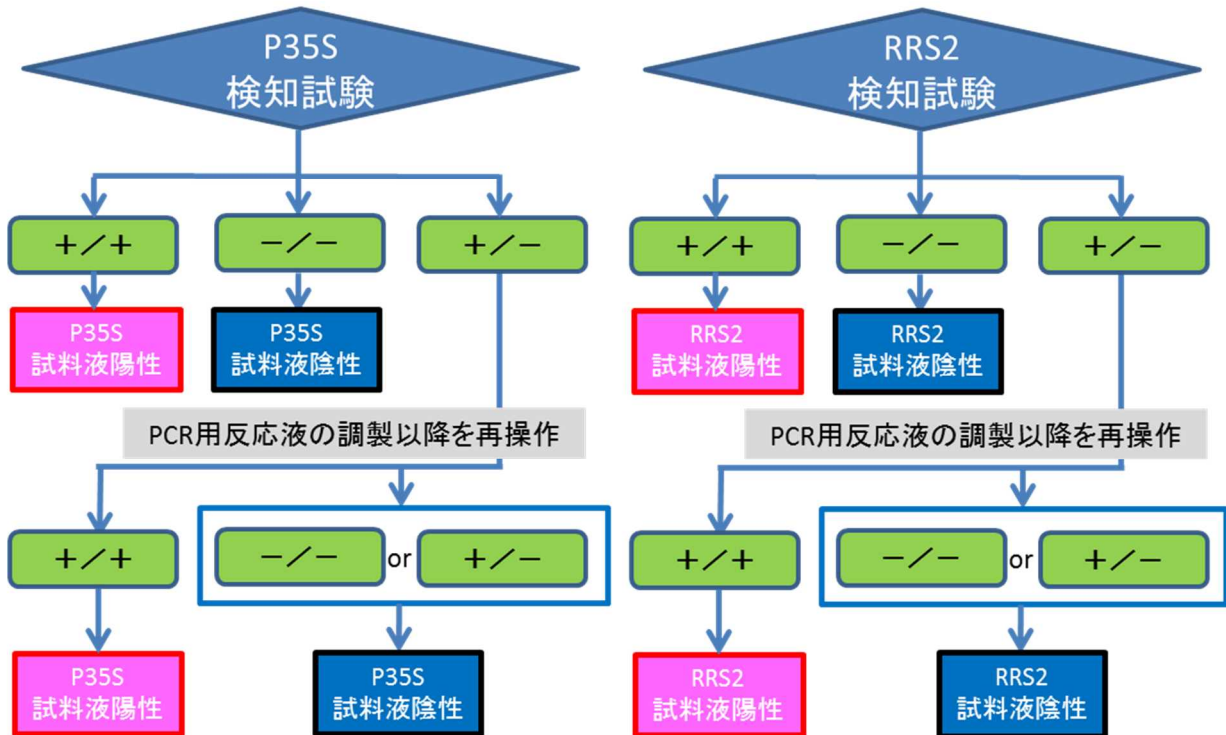 P35S
検知試験
+/+
-/-
+/-
P35S
試料液陽性
P35S
試料液陰性
PCR用反応液の調製以降を再操作
+/+
-/-
or
+/-
P35S
試料液陽性
P35S
試料液陰性
RRS2
検知試験
+/+
-/-
+/-
RRS2
試料液陽性
RRS2
試料液陰性
PCR用反応液の調製以降を再操作
+/+
-/-
or
+/-
RRS2
試料液陽性
RRS2
試料液陰性